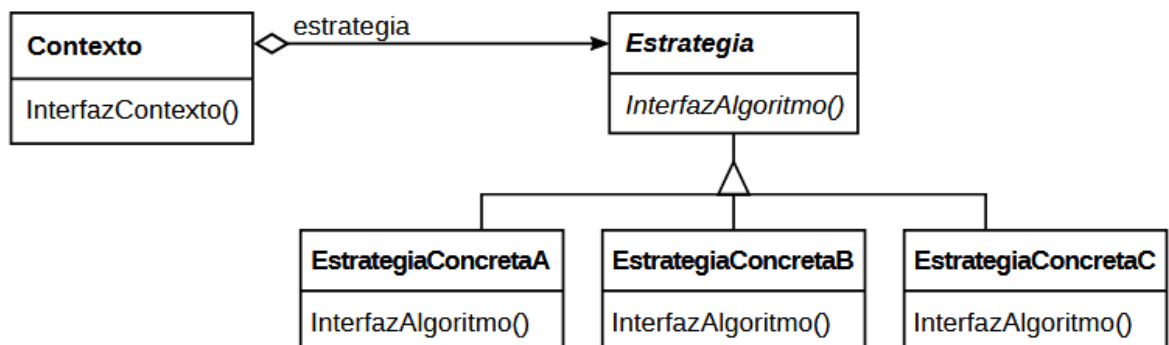 Contexto
estrategia
Estrategia
InterfazContexto()
InterfazAlgoritmo()
EstrategiaConcretaA
EstrategiaConcretaB
EstrategiaConcretaC
InterfazAlgoritmo()
InterfazAlgoritmo()
InterfazAlgoritmo()